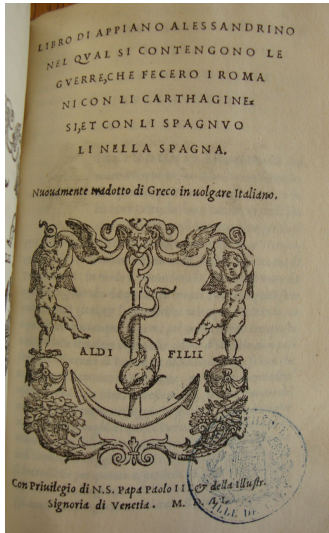 LIBRO DI APPIANO ALESSANDRINO
NEL QVAL SI CONTENGONO LE
GVERRE, CHE FECERO I ROMA
NI CON LI CARTHAGINE=
SI, ET CON LI SPAGNVO
LI NELLA SPAGNA.
Nuouamente tradotto di Greco in uolgare Italiano.
ALDI FILII
Con Priuilegio di N.S. Papa Paolo & della Illustr.
Signoria di Venetia. M. D.